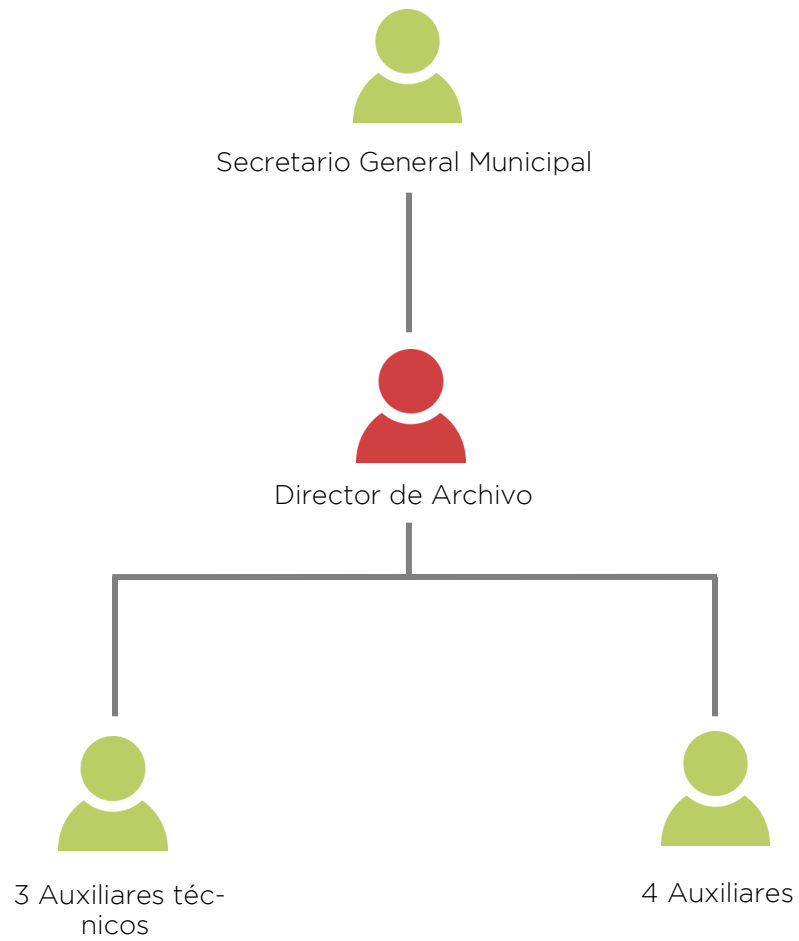 Secretario General Municipal
Director de Archivo
3 Auxiliares téc-
nicos
4 Auxiliares